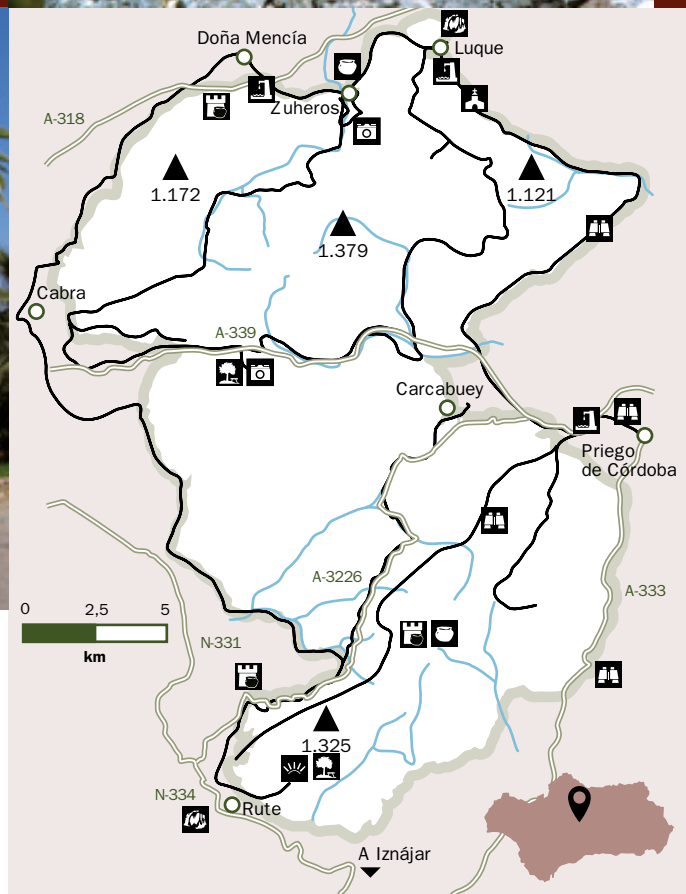 Doña Mencía
Luque
Zuheros
A-318
1.172
1.121
1.379
Cabra
A-339
Carcabuey
Priego
de Córdoba
A-3226
A-333
0 2,5 5
km
N-331
1.325
N-334
Rute
A Iznájar